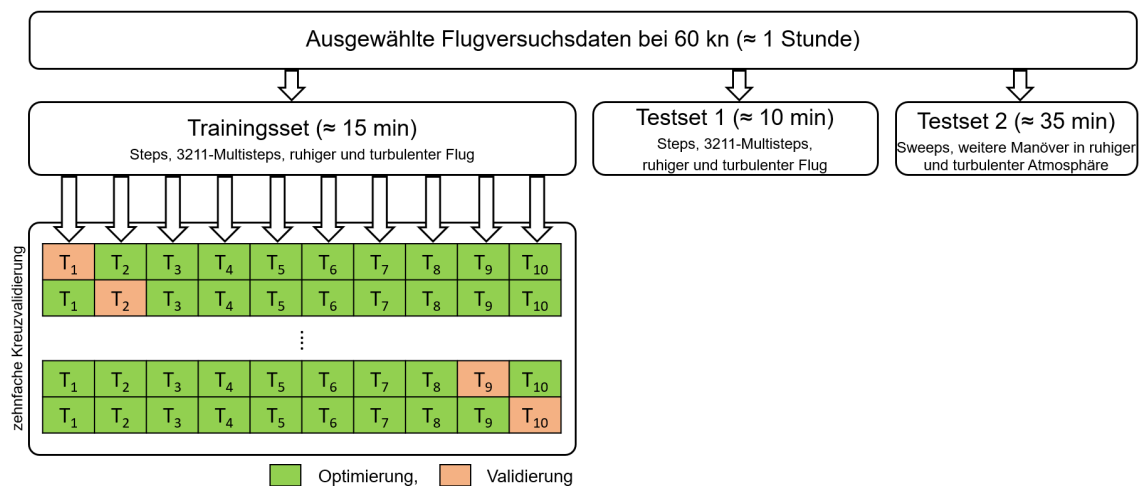 Ausgewählte Flugversuchsdaten bei 60 kn (≈ 1 Stunde)
Trainingsset (≈ 15 min)
Steps, 3211-Multisteps, ruhiger und turbulenter Flug
Testset 1 (≈ 10 min)
Steps, 3211-Multisteps,
ruhiger und turbulenter Flug
Testset 2 (≈ 35 min)
Sweeps, weitere Manöver in ruhiger
und turbulenter Atmosphäre
zehnfache Kreuzvalidierung
T₁ T₂ T₃ T₄ T₅ T₆ T₇ T₈ T₉ T₁₀
T₁ T₂ T₃ T₄ T₅ T₆ T₇ T₈ T₉ T₁₀
T₁ T₂ T₃ T₄ T₅ T₆ T₇ T₈ T₉ T₁₀
T₁ T₂ T₃ T₄ T₅ T₆ T₇ T₈ T₉ T₁₀
Optimierung, Validierung